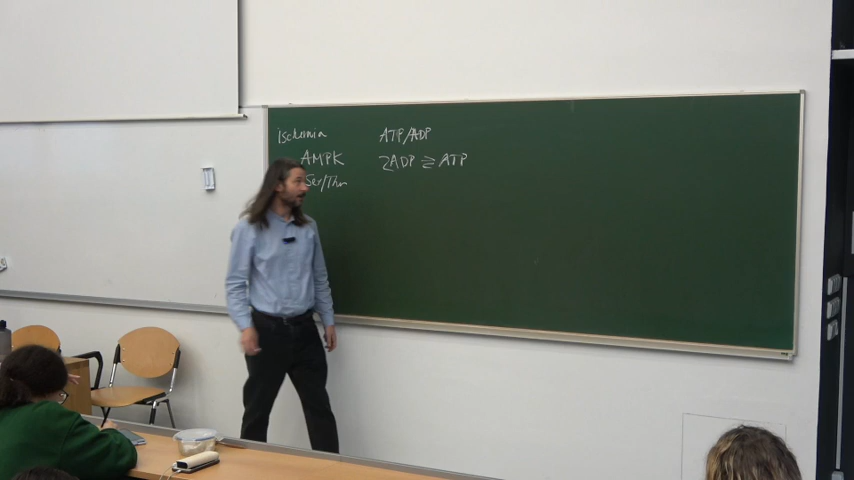 ischemia
ATP/ADP
AMPK
2ADP ⇌ ATP
Ser/Thr